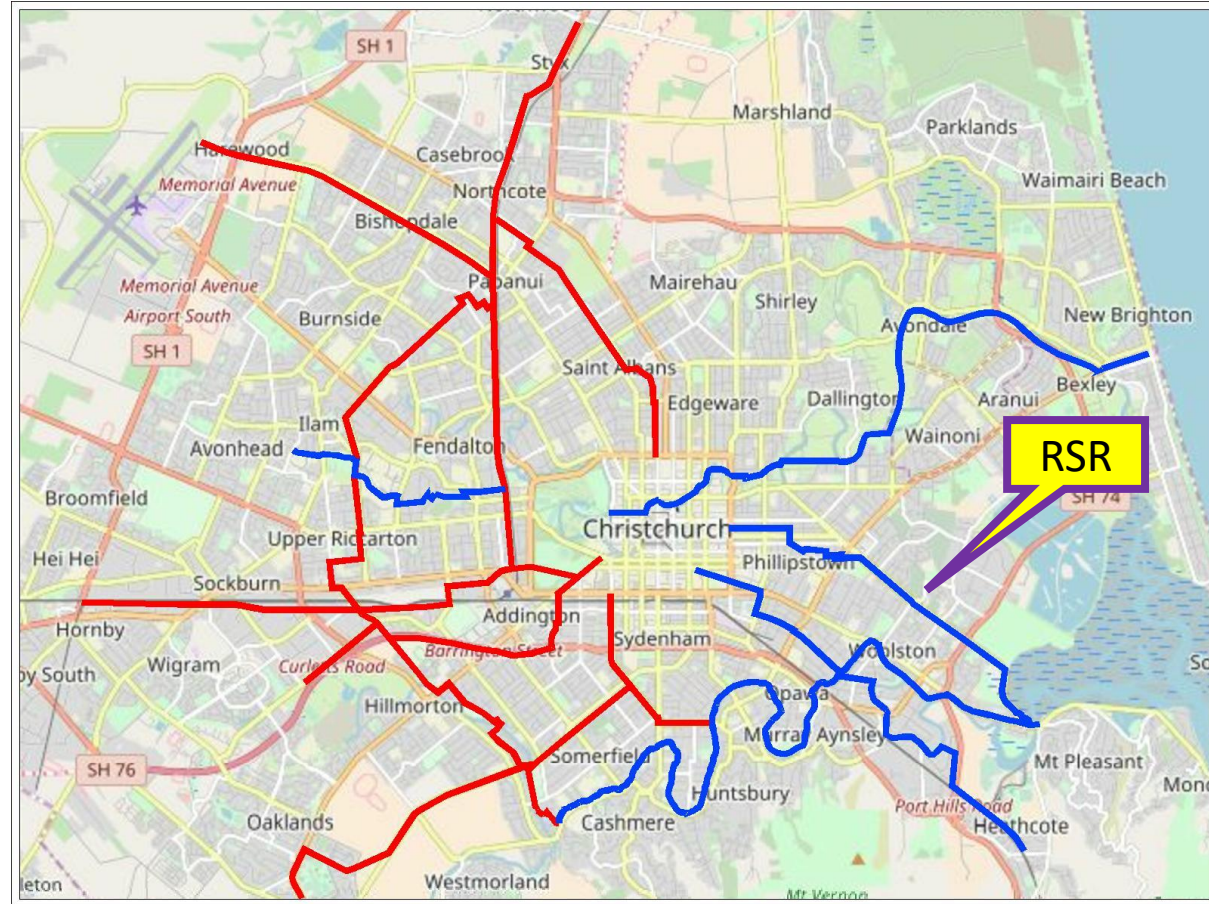 SH 1
Styx
Marshland
Parklands
Harewood
Casebrook
Memorial Avenue
Northcote
Waimairi Beach
Bishopdale
Papanui
Mairehau
Memorial Avenue
Airport South
Burnside
Shirley
Avondale
New Brighton
SH 1
Saint Albans
Bexley
Edgeware
Dallington
Aranui
Ilam
Avonhead
Fendalton
Wainoni
RSR
Broomfield
SH 74
Christchurch
Upper Riccarton
Hei Hei
Phillipstown
Sockburn
Addington
Hornby
Sydenham
Barrington Street
Woolston
Wigram
Curletts Road
by South
Hillmorton
Opawa
Murray Aynsley
Somerfield
SH 76
Mt Pleasant
Huntsbury
Port Hills Road
Oaklands
Cashmere
Heathcote
Westmorland
Mt Vernon